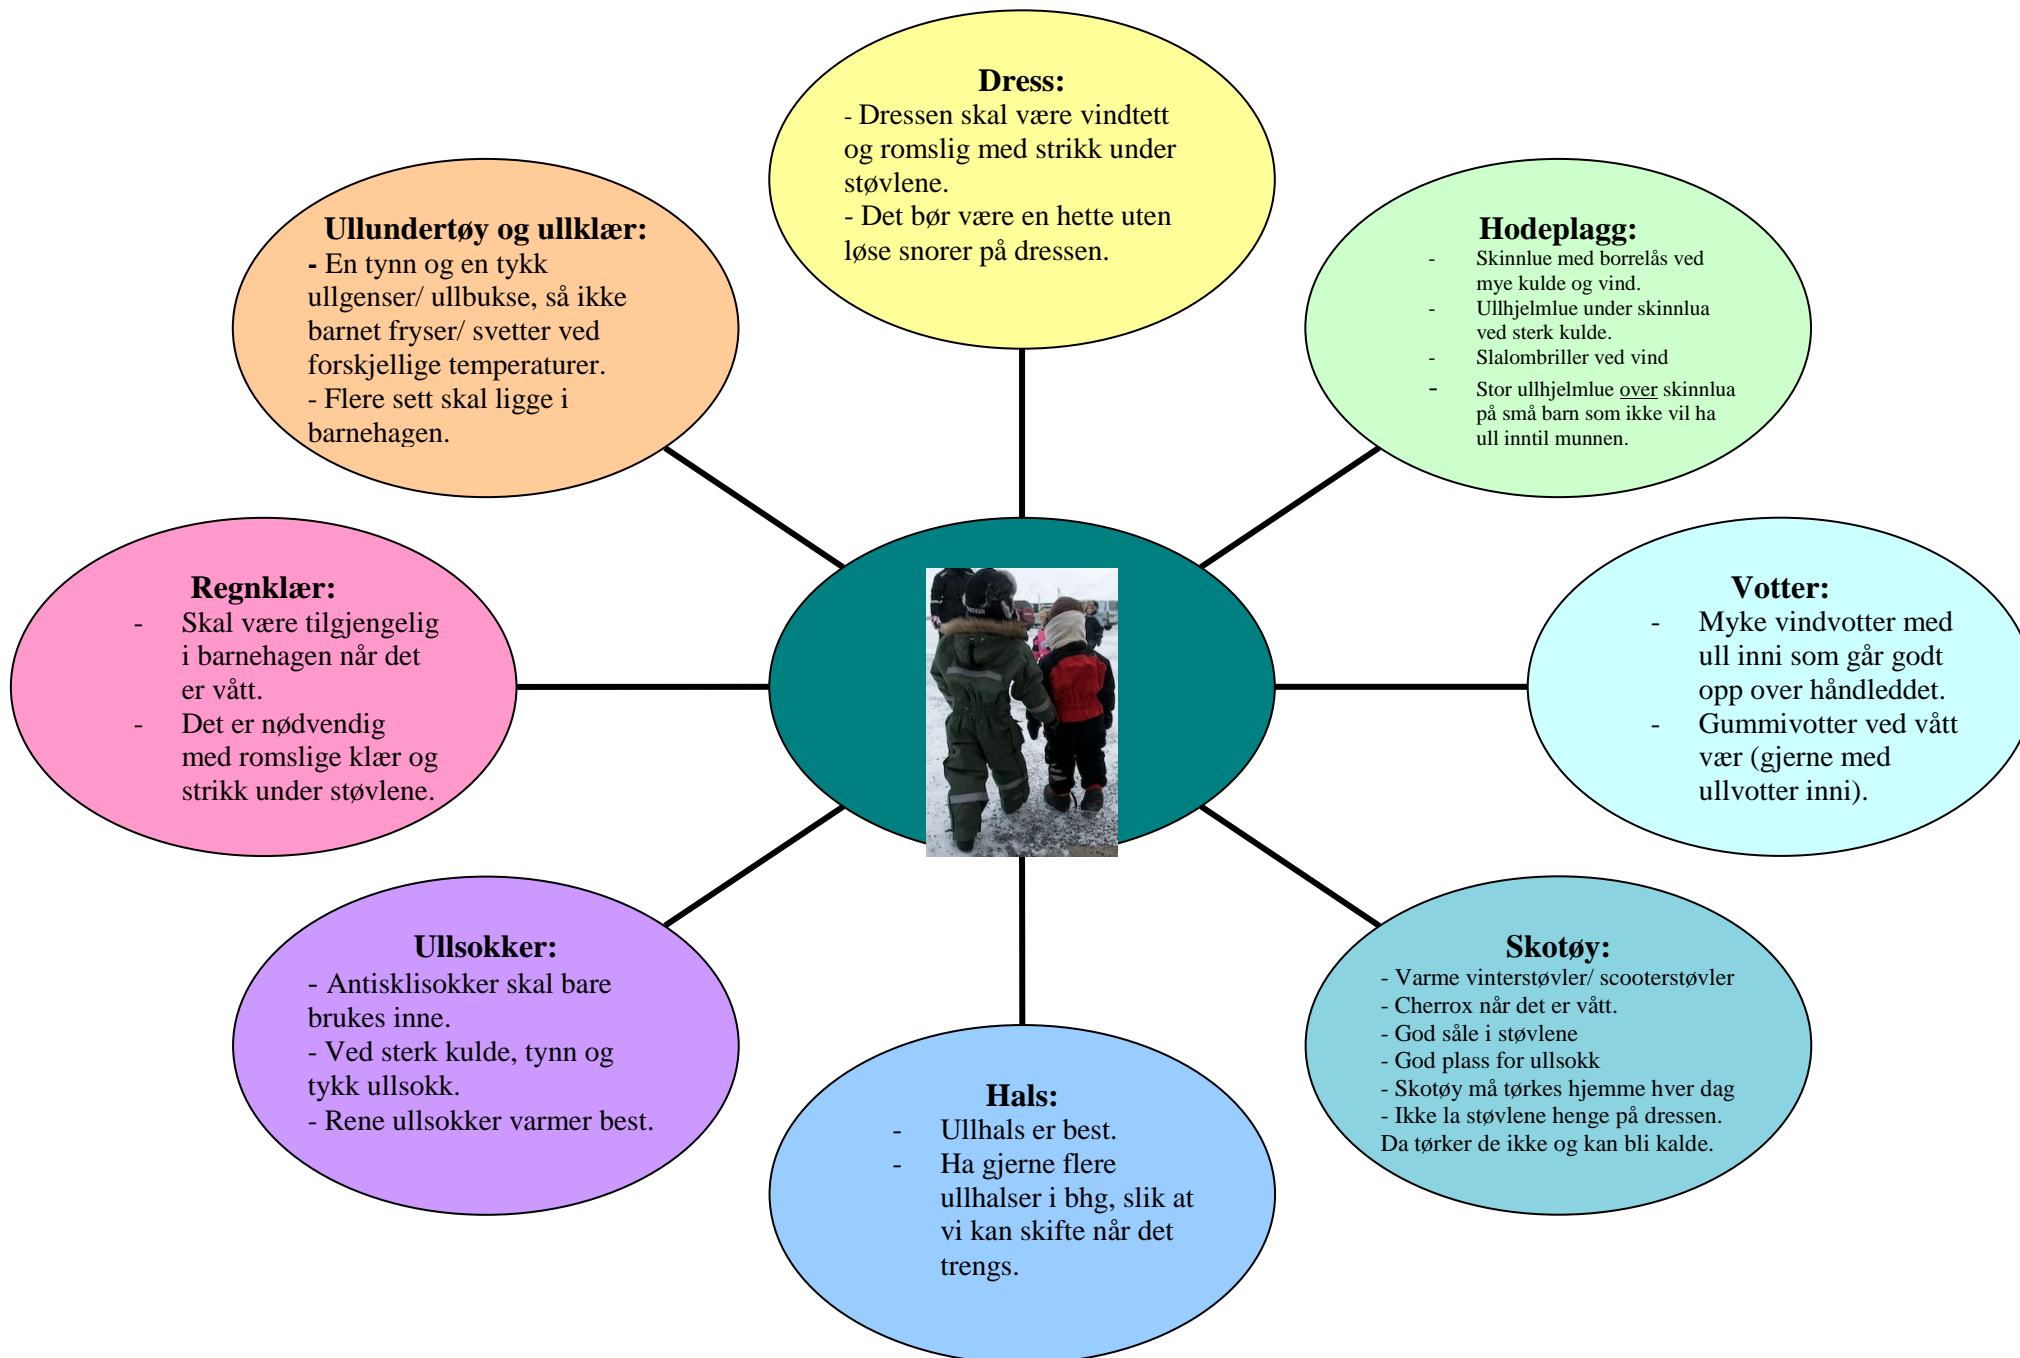 Dress:
- Dressen skal være vindtett
og romslig med strikk under
støvlene.
- Det bør være en hette uten
løse snorer på dressen.
Ullundertøy og ullklær:
- En tynn og en tykk
ullgenser/ ullbukse, så ikke
barnet fryser/ svetter ved
forskjellige temperaturer.
- Flere sett skal ligge i
barnehagen.
Hodeplagg:
- Skinnlue med borrelås ved
mye kulde og vind.
- Ullhjelmlue under skinnlua
ved sterk kulde.
- Slalombriller ved vind
- Stor ullhjelmlue over skinnlua
på små barn som ikke vil ha
ull inntil munnen.
Regnklær:
- Skal være tilgjengelig
i barnehagen når det
er vått.
- Det er nødvendig
med romslige klær og
strikk under støvlene.
Votter:
- Myke vindvotter med
ull inni som går godt
opp over håndleddet.
- Gummivotter ved vått
vær (gjerne med
ullvotter inni).
Ullsokker:
- Antisklisokker skal bare
brukes inne.
- Ved sterk kulde, tynn og
tykk ullsokk.
- Rene ullsokker varmer best.
Skotøy:
- Varme vinterstøvler/ scooterstøvler
- Cherrox når det er vått.
- God såle i støvlene
- God plass for ullsokk
- Skotøy må tørkes hjemme hver dag
- Ikke la støvlene henge på dressen.
Da tørker de ikke og kan bli kalde.
Hals:
- Ullhals er best.
- Ha gjerne flere
ullhalser i bhg, slik at
vi kan skifte når det
trengs.